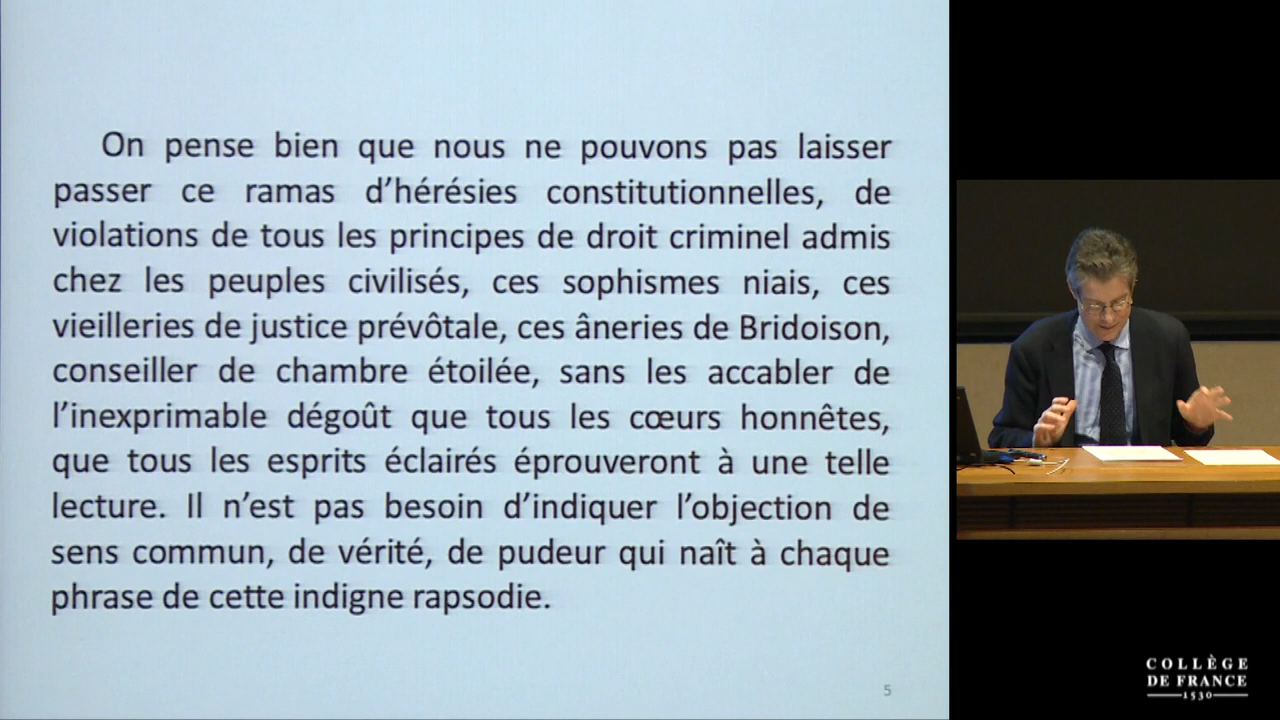 On pense bien que nous ne pouvons pas laisser
passer ce ramas d’hérésies constitutionnelles, de
violations de tous les principes de droit criminel admis
chez les peuples civilisés, ces sophismes niais, ces
vieilleries de justice prévôtale, ces âneries de Bridoison,
conseiller de chambre étoilée, sans les accabler de
l’inexprimable dégoût que tous les cœurs honnêtes,
que tous les esprits éclairés éprouveront à une telle
lecture. Il n’est pas besoin d’indiquer l’objection de
sens commun, de vérité, de pudeur qui naît à chaque
phrase de cette indigne rapsodie.
5
COLLÈGE
DE FRANCE
1530